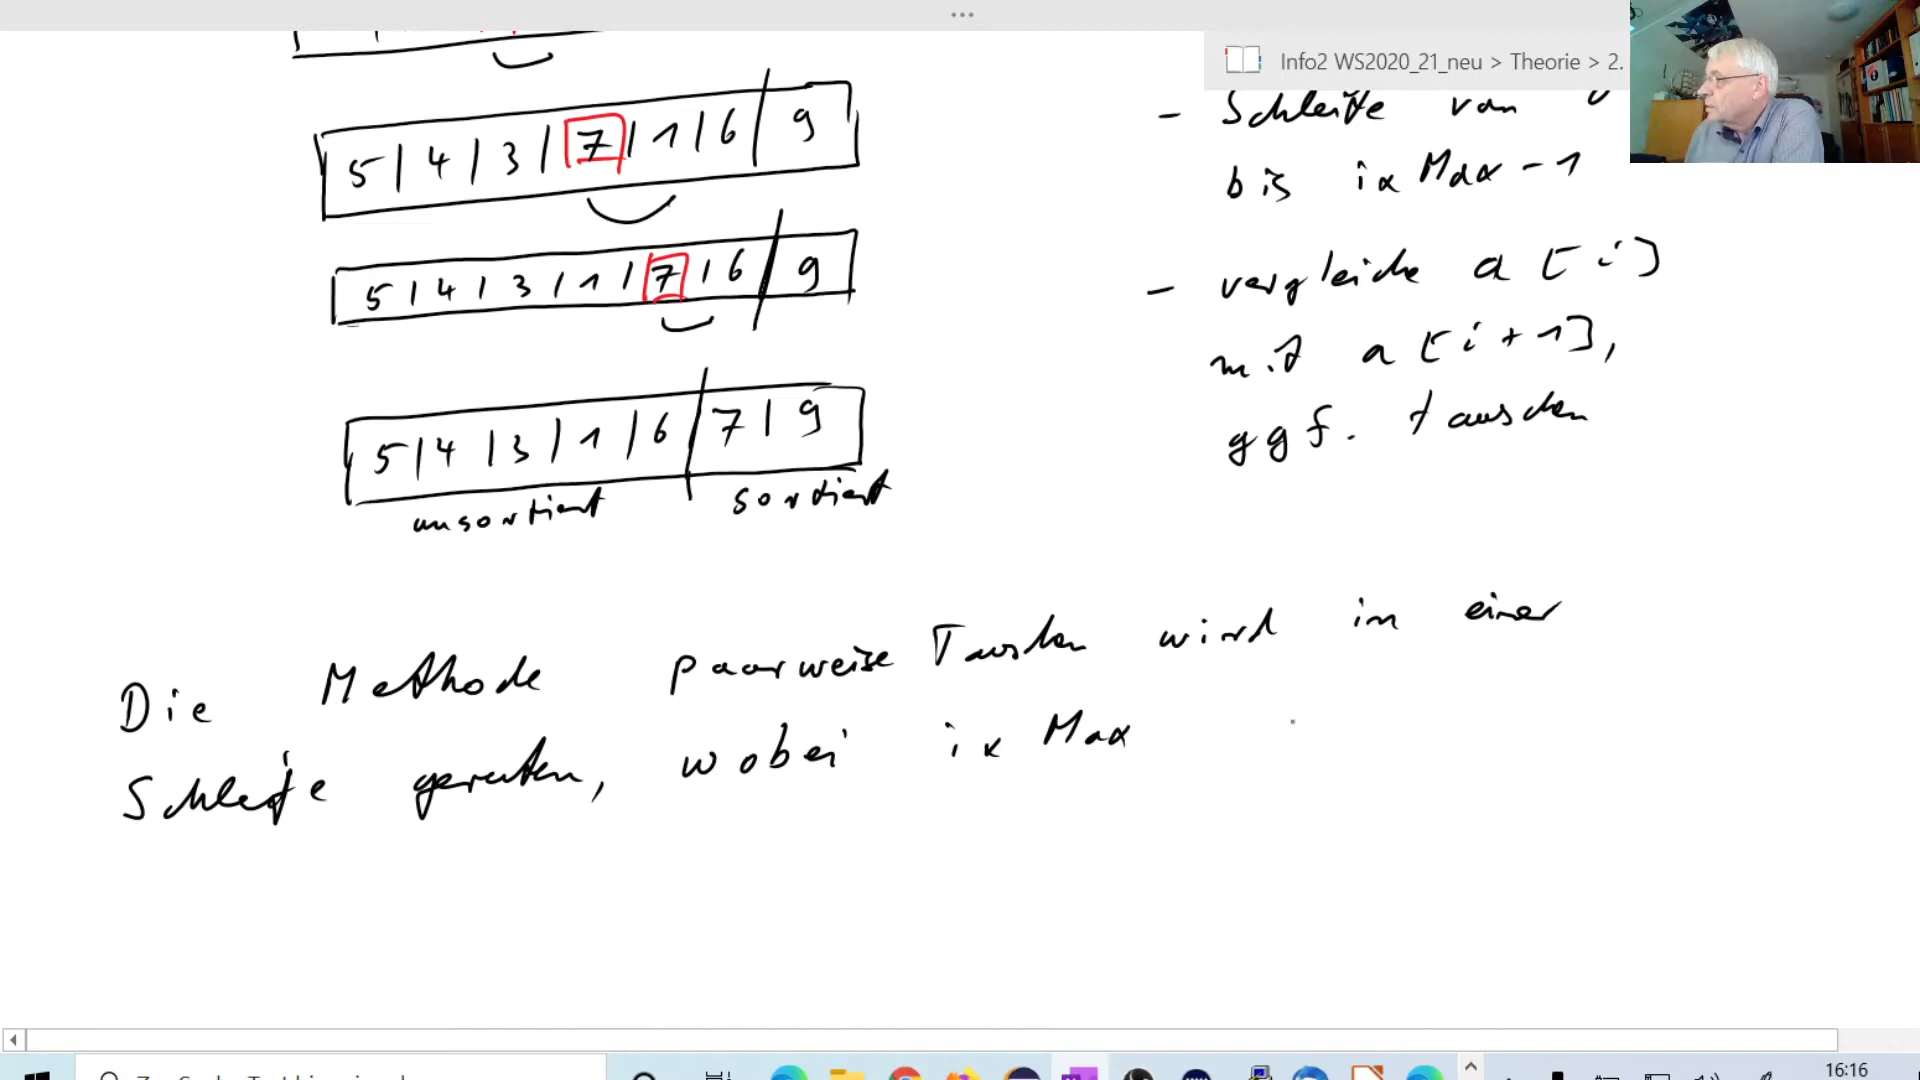 Info2 WS2020_21_neu > Theorie > 2.
5 | 4 | 3 | 7 | 1 | 6 | 9
5 | 4 | 3 | 1 | 7 | 6 | 9
5 | 4 | 3 | 1 | 6 | 7 | 9
unsortiert sortiert
- Schleife von
bis ixMax-1
- vergleiche a[i]
mit a[i+1],
ggf. tauschen
Die Methode paarweiseTauschen wird in einer
Schleife gerufen, wobei ixMax
16:16